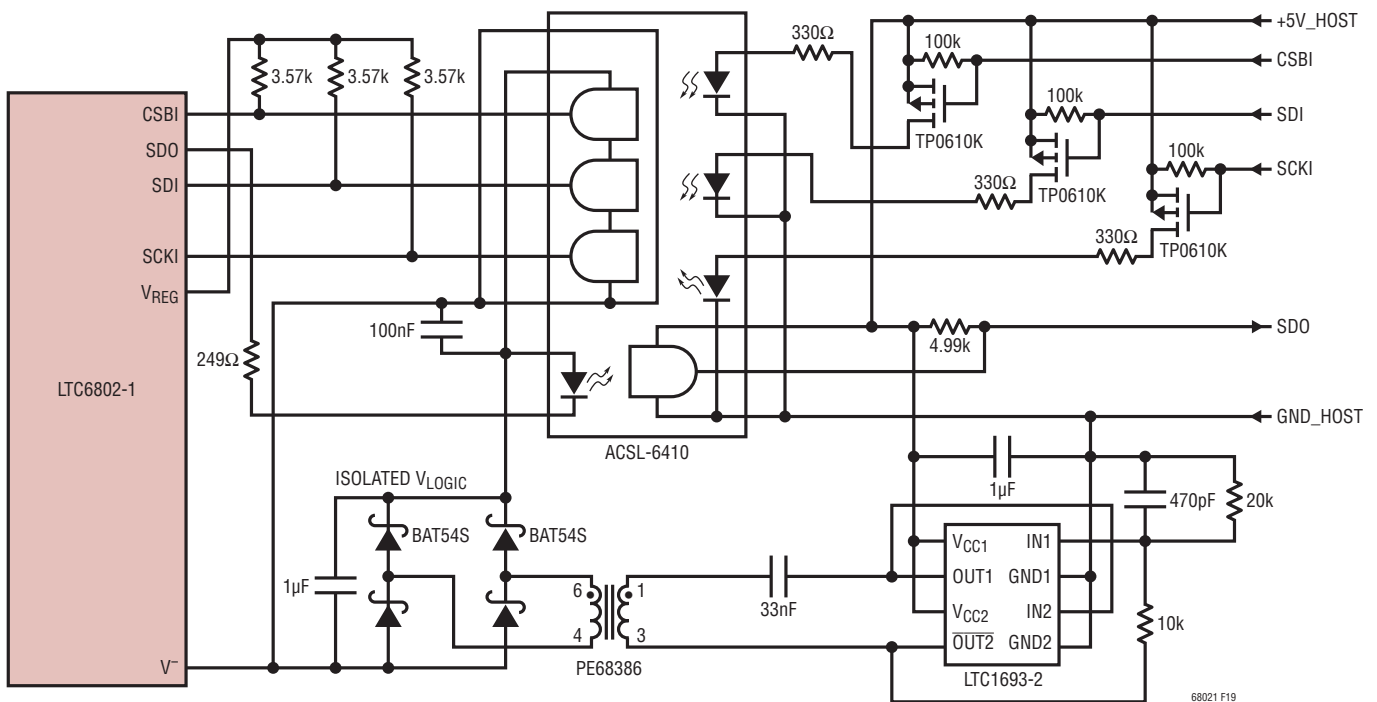 +5V_HOST
330Ω
100k
CSBI
3.57k
3.57k
3.57k
100k
CSBI
SDI
TP0610K
SDO
100k
SCKI
SDI
330Ω
TP0610K
330Ω
SCKI
TP0610K
VREG
100nF
SDO
4.99k
249Ω
LTC6802-1
GND_HOST
ACSL-6410
ISOLATED VLOGIC
1µF
470pF
20k
BAT54S
BAT54S
VCC1
IN1
1µF
6
1
OUT1
GND1
33nF
VCC2
IN2
10k
4
3
OUT2
GND2
V–
PE68386
LTC1693-2
68021 F19